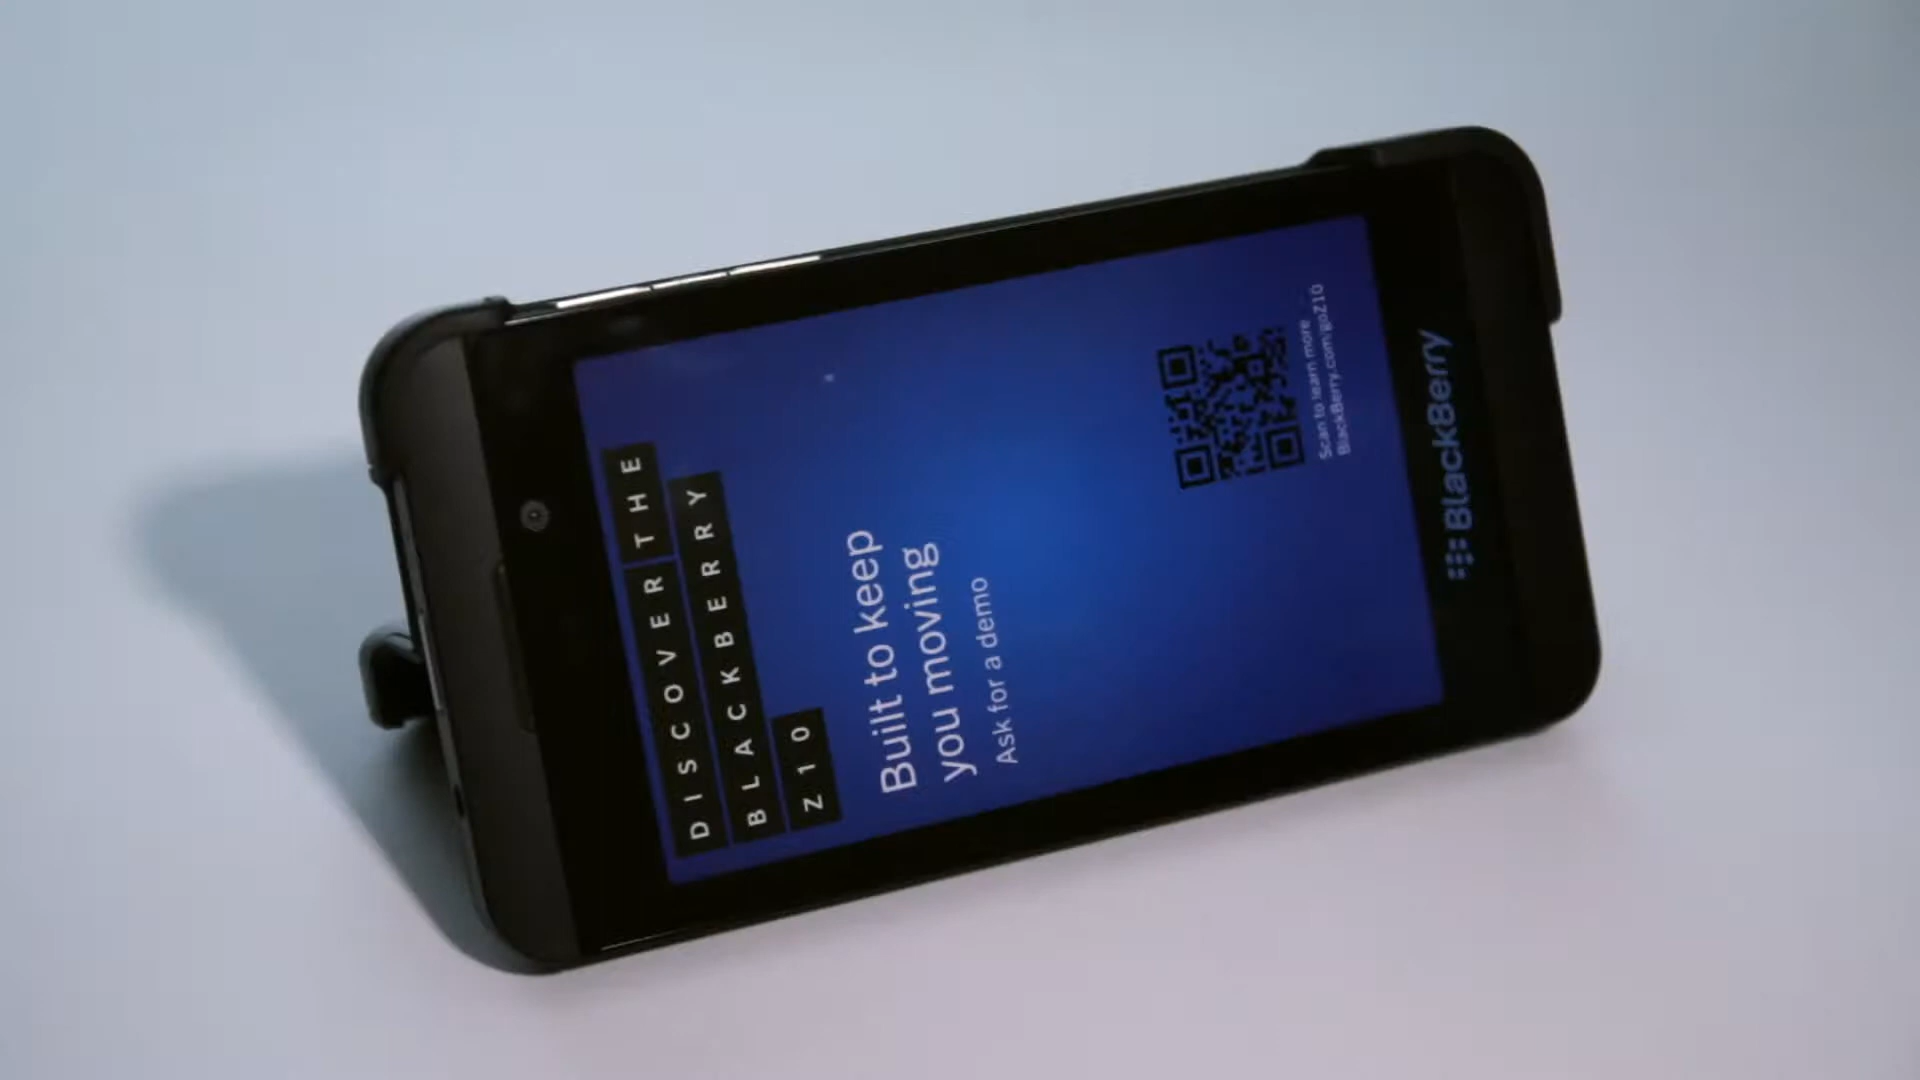 DISCOVER THE
BLACKBERRY
Z10
Built to keep
you moving
Ask for a demo
Scan to learn more
BlackBerry.com/goZ10
BlackBerry